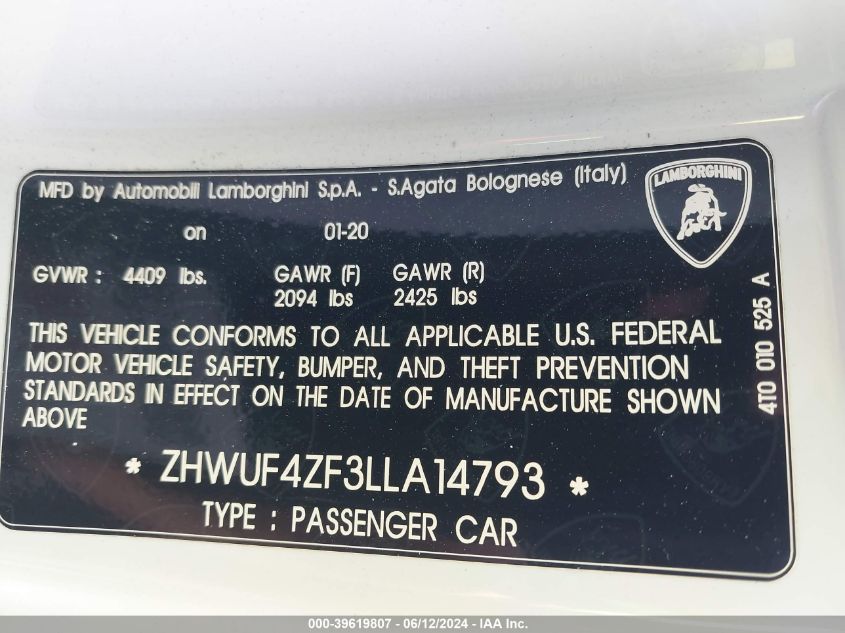 MFD by Automobili Lamborghini S.p.A. - S.Agata Bolognese (Italy)
LAMBORGHINI
on 01-20
GVWR : 4409 lbs. GAWR (F) GAWR (R)
2094 lbs 2425 lbs
4T0 010 525 A
THIS VEHICLE CONFORMS TO ALL APPLICABLE U.S. FEDERAL
MOTOR VEHICLE SAFETY, BUMPER, AND THEFT PREVENTION
STANDARDS IN EFFECT ON THE DATE OF MANUFACTURE SHOWN
ABOVE
* ZHWUF4ZF3LLA14793 *
TYPE : PASSENGER CAR
000-39619807 - 06/12/2024 - IAA Inc.